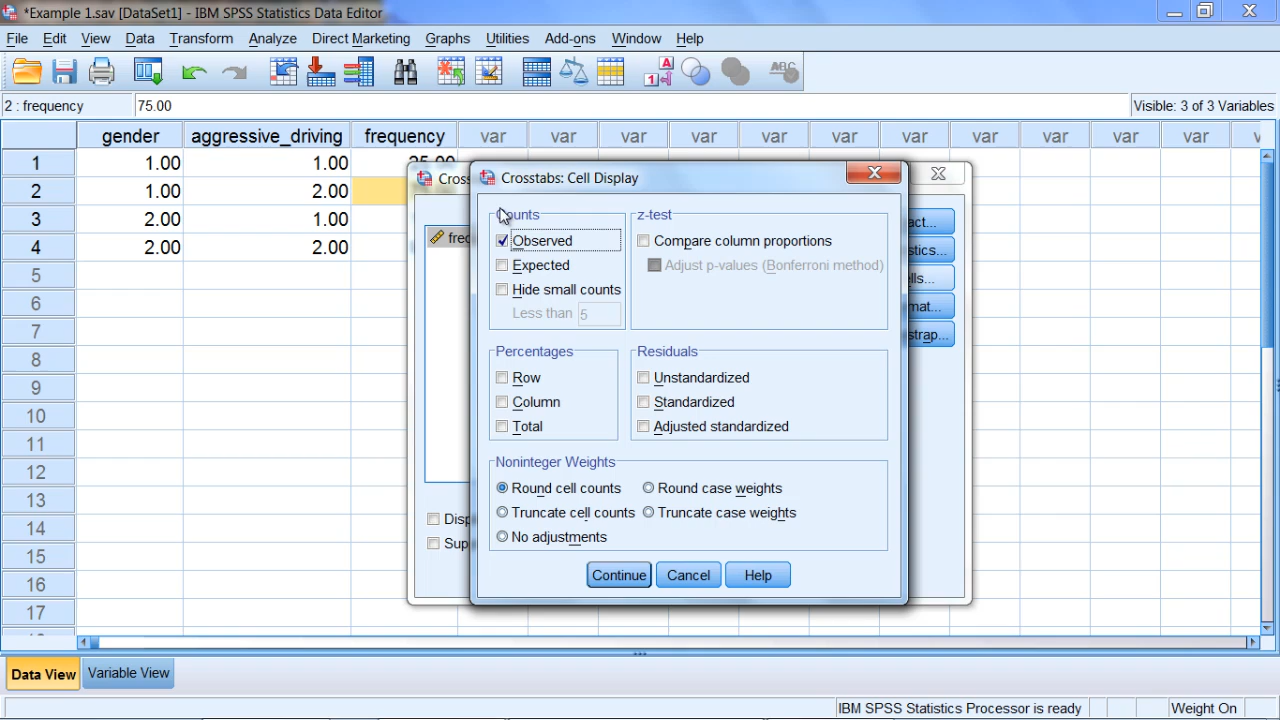 *Example 1.sav [DataSet1] - IBM SPSS Statistics Data Editor
File Edit View Data Transform Analyze Direct Marketing Graphs Utilities Add-ons Window Help
2 : frequency 75.00 Visible: 3 of 3 Variables
gender aggressive_driving frequency var var var var var var var var var var var
1 1.00 1.00
2 1.00 2.00
3 2.00 1.00
4 2.00 2.00
5
6
7
8
9
10
11
12
13
14
15
16
17
Crosstabs: Cell Display
Counts
Observed
Expected
Hide small counts
Less than 5
z-test
Compare column proportions
Adjust p-values (Bonferroni method)
Percentages
Row
Column
Total
Residuals
Unstandardized
Standardized
Adjusted standardized
Noninteger Weights
Round cell counts Round case weights
Truncate cell counts Truncate case weights
No adjustments
Continue Cancel Help
Data View Variable View
IBM SPSS Statistics Processor is ready Weight On